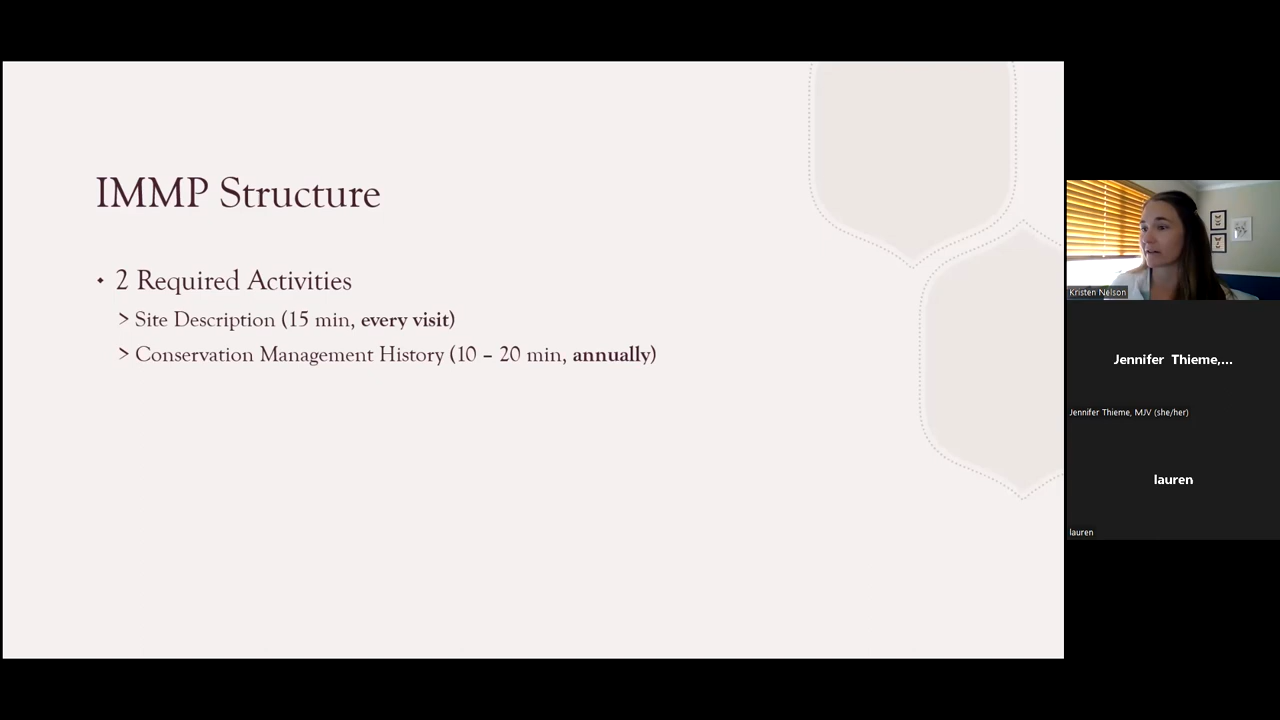 IMMP Structure
• 2 Required Activities
> Site Description (15 min, every visit)
> Conservation Management History (10 – 20 min, annually)
Kristen Nelson
Jennifer Thieme,...
Jennifer Thieme, MJV (she/her)
lauren
lauren